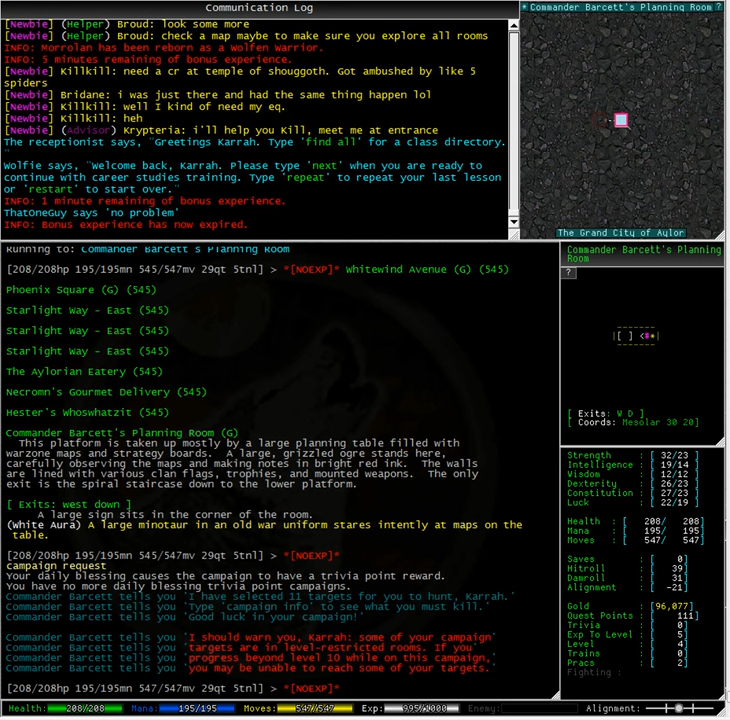 Communication Log
[Newbie] (Helper) Broud: look some more
[Newbie] (Helper) Broud: check a map maybe to make sure you explore all rooms
INFO: Morrolan has been reborn as a Wolfen Warrior.
INFO: 5 minutes remaining of bonus experience.
[Newbie] Killkill: need a cr at temple of shouggoth. Got ambushed by like 5
spiders
[Newbie] Bridane: i was just there and had the same thing happen lol
[Newbie] Killkill: well I kind of need my eq.
[Newbie] Killkill: heh
[Newbie] (Advisor) Krypteria: i'll help you Kill, meet me at entrance
The receptionist says, "Greetings Karrah. Type 'find all' for a class directory.
"
Wolfie says, "Welcome back, Karrah. Please type 'next' when you are ready to
continue with career studies training. Type 'repeat' to repeat your last lesson
or 'restart' to start over."
INFO: 1 minute remaining of bonus experience.
ThatOneGuy says 'no problem'
INFO: Bonus experience has now expired.
* Commander Barcett's Planning Room ?
The Grand City of Aylor
Running to: Commander Barcett's Planning Room
[208/208hp 195/195mn 545/547mv 29qt 5tnl] > *[NOEXP]* Whitewind Avenue (G) (545)
Phoenix Square (G) (545)
Starlight Way - East (545)
Starlight Way - East (545)
Starlight Way - East (545)
The Aylorian Eatery (545)
Necromn's Gourmet Delivery (545)
Hester's Whoswhatzit (545)
Commander Barcett's Planning Room (G)
This platform is taken up mostly by a large planning table filled with
warzone maps and strategy boards. A large, grizzled ogre stands here,
carefully observing the maps and making notes in bright red ink. The walls
are lined with various clan flags, trophies, and mounted weapons. The only
exit is the spiral staircase down to the lower platform.
[ Exits: west down ]
A large sign sits in the corner of the room.
(White Aura) A large minotaur in an old war uniform stares intently at maps on the
table.
[208/208hp 195/195mn 547/547mv 29qt 5tnl] > *[NOEXP]*
campaign request
Your daily blessing causes the campaign to have a trivia point reward.
You have no more daily blessing trivia point campaigns.
Commander Barcett tells you 'I have selected 11 targets for you to hunt, Karrah.'
Commander Barcett tells you 'Type 'campaign info' to see what you must kill.'
Commander Barcett tells you 'Good luck in your campaign!'
Commander Barcett tells you 'I should warn you, Karrah: some of your campaign'
Commander Barcett tells you 'targets are in level-restricted rooms. If you'
Commander Barcett tells you 'progress beyond level 10 while on this campaign,'
Commander Barcett tells you 'you may be unable to reach some of your targets.'
[208/208hp 195/195mn 547/547mv 29qt 5tnl] > *[NOEXP]*
Commander Barcett's Planning
Room
?
|[ ] <*|
[ Exits: W D ]
[ Coords: Mesolar 30 20]
Strength : [ 32/23 ]
Intelligence : [ 19/14 ]
Wisdom : [ 12/12 ]
Dexterity : [ 26/23 ]
Constitution : [ 27/23 ]
Luck : [ 22/19 ]
Health : [ 208/ 208]
Mana : [ 195/ 195]
Moves : [ 547/ 547]
Saves : [ 0]
Hitroll : [ 39]
Damroll : [ 31]
Alignment : [ -21]
Gold :[96,077]
Quest Points : [ 111]
Trivia : [ 0]
Exp To Level : [ 5]
Level : [ 4]
Trains : [ 0]
Pracs : [ 2]
Fighting :
Health: 208/208 Mana: 195/195 Moves: 547/547 Exp: 995/1000 Enemy: Alignment: